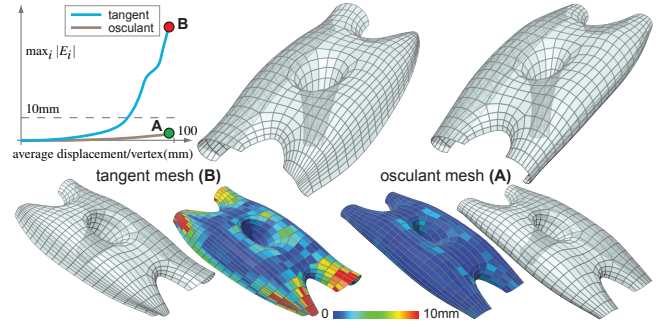 tangent
osculant
B
max_i |E_i|
10mm
A
100
average displacement/vertex(mm)
tangent mesh (B)
osculant mesh (A)
0
10mm